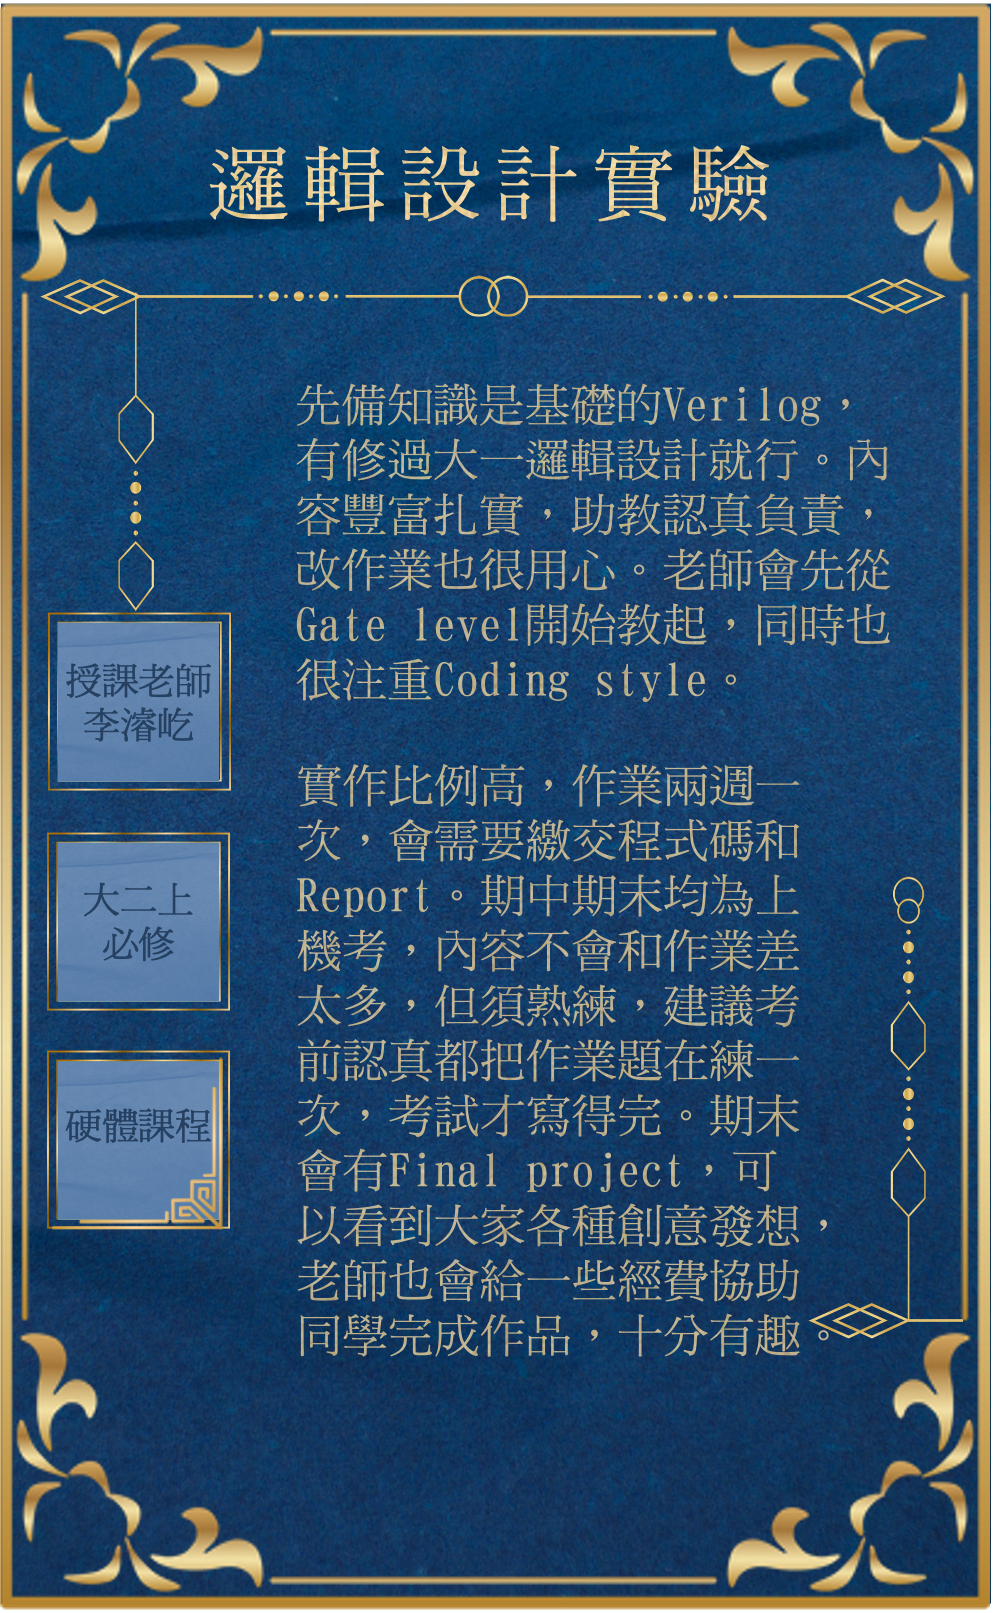 邏輯設計實驗
先備知識是基礎的Verilog，
有修過大一邏輯設計就行。內
容豐富扎實，助教認真負責，
改作業也很用心。老師會先從
Gate level開始教起，同時也
很注重Coding style。
實作比例高，作業兩週一
次，會需要繳交程式碼和
Report。期中期末均為上
機考，內容不會和作業差
太多，但須熟練，建議考
前認真都把作業題在練一
次，考試才寫得完。期末
會有Final project，可
以看到大家各種創意發想，
老師也會給一些經費協助
同學完成作品，十分有趣。
授課老師
李濬屹
大二上
必修
硬體課程